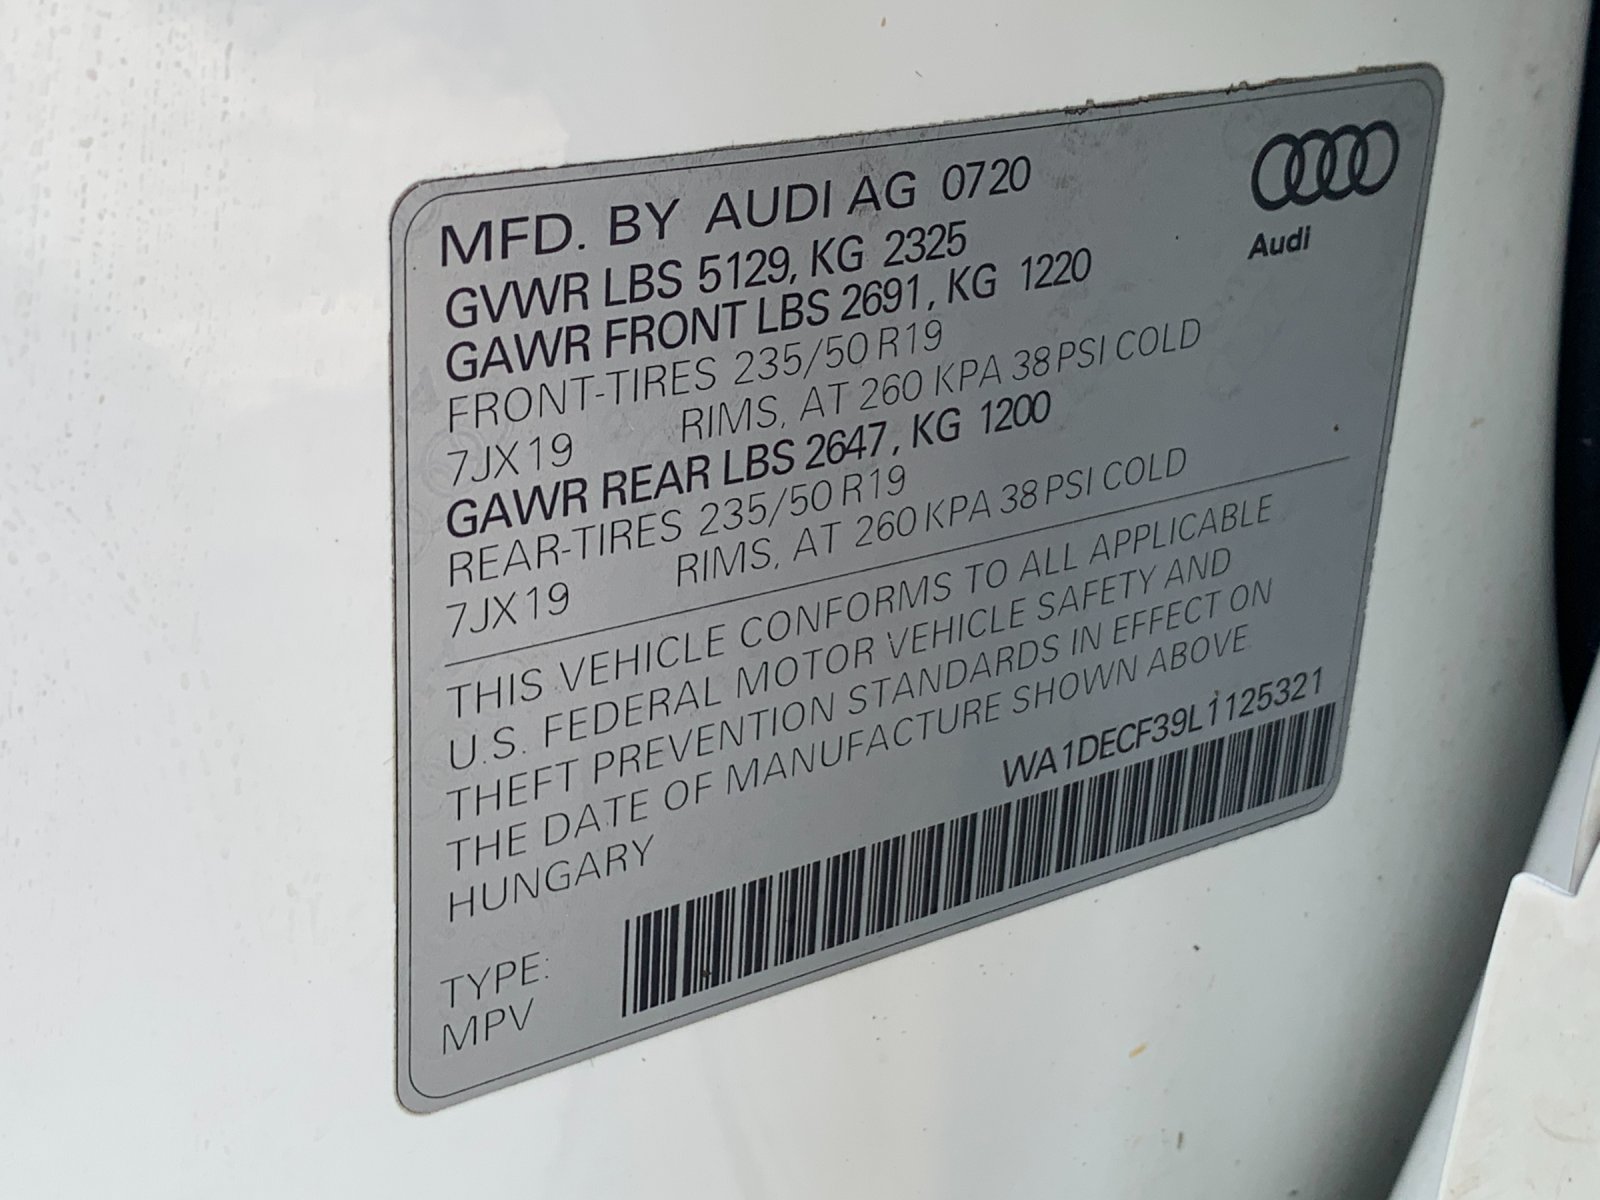 MFD. BY AUDI AG 0720
Audi
GVWR LBS 5129, KG 2325
GAWR FRONT LBS 2691, KG 1220
FRONT-TIRES 235/50 R19
7JX19 RIMS, AT 260 KPA 38 PSI COLD
GAWR REAR LBS 2647, KG 1200
REAR-TIRES 235/50 R19
7JX19 RIMS, AT 260 KPA 38 PSI COLD
THIS VEHICLE CONFORMS TO ALL APPLICABLE
U.S. FEDERAL MOTOR VEHICLE SAFETY AND
THEFT PREVENTION STANDARDS IN EFFECT ON
THE DATE OF MANUFACTURE SHOWN ABOVE.
HUNGARY
WA1DECF39L1125321
TYPE:
MPV